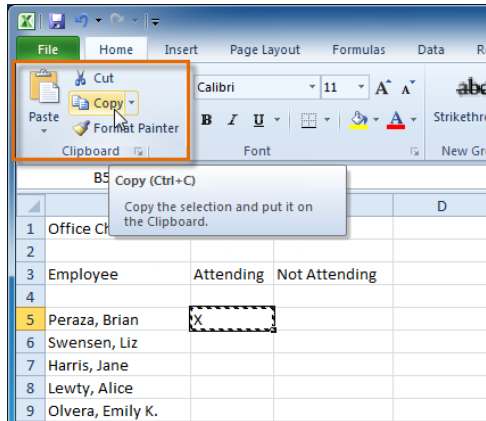 File Home Insert Page Layout Formulas Data
Cut
Calibri 11 A A abc
Copy
Paste
Format Painter
B I U A Strikethr
Clipboard Font New Gr
B5
Copy (Ctrl+C)
Copy the selection and put it on
the Clipboard.
D
1 Office Ch
2
3 Employee Attending Not Attending
4
5 Peraza, Brian X
6 Swensen, Liz
7 Harris, Jane
8 Lewty, Alice
9 Olvera, Emily K.